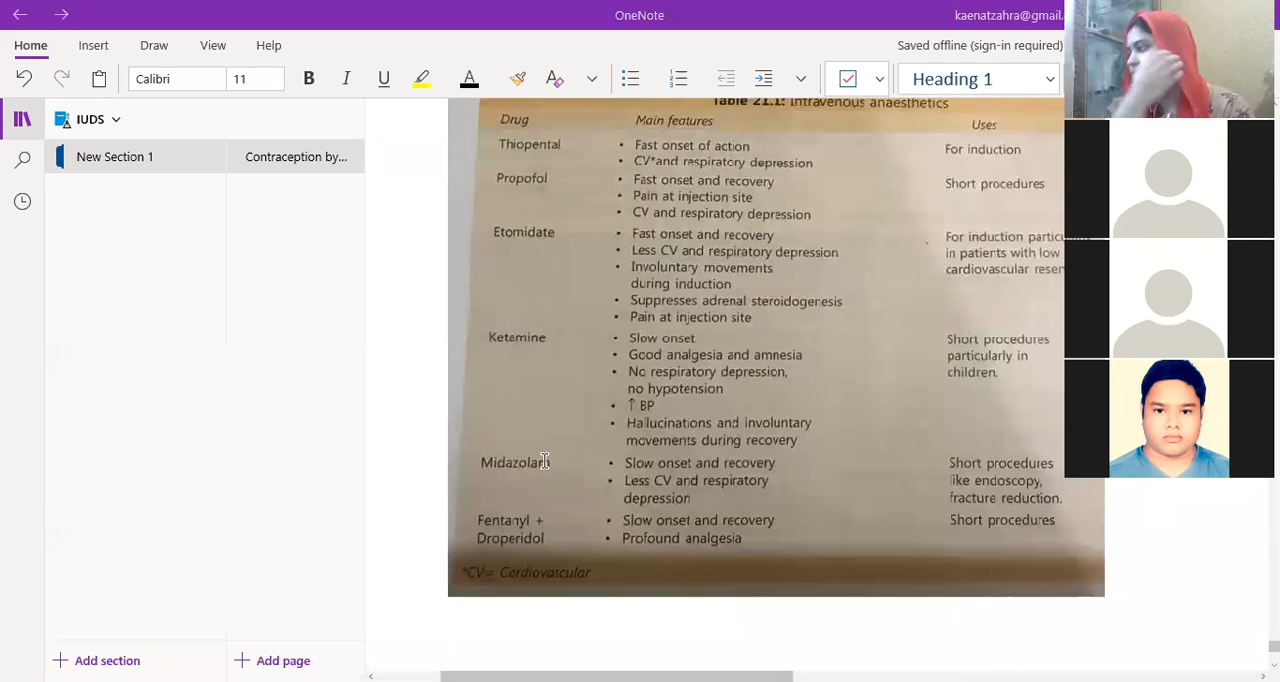 OneNote
kaenatzahra@gmail.
Home Insert Draw View Help
Saved offline (sign-in required)
Calibri 11 B I U A A Heading 1
IUDS
New Section 1
Contraception by...
Table 21.1: Intravenous anaesthetics
Drug Main features Uses
Thiopental • Fast onset of action For induction
• CV*and respiratory depression
Propofol • Fast onset and recovery Short procedures
• Pain at injection site
• CV and respiratory depression
Etomidate • Fast onset and recovery For induction
• Less CV and respiratory depression in patients with low
• Involuntary movements cardiovascular
during induction
• Suppresses adrenal steroidogenesis
• Pain at injection site
Ketamine • Slow onset Short procedures
• Good analgesia and amnesia particularly in
• No respiratory depression, children.
no hypotension
• ↑ BP
• Hallucinations and involuntary
movements during recovery
Midazolam • Slow onset and recovery Short procedures
• Less CV and respiratory like endoscopy,
depression fracture reduction.
Fentanyl + • Slow onset and recovery Short procedures
Droperidol • Profound analgesia
*CV= Cardiovascular
Add section
Add page